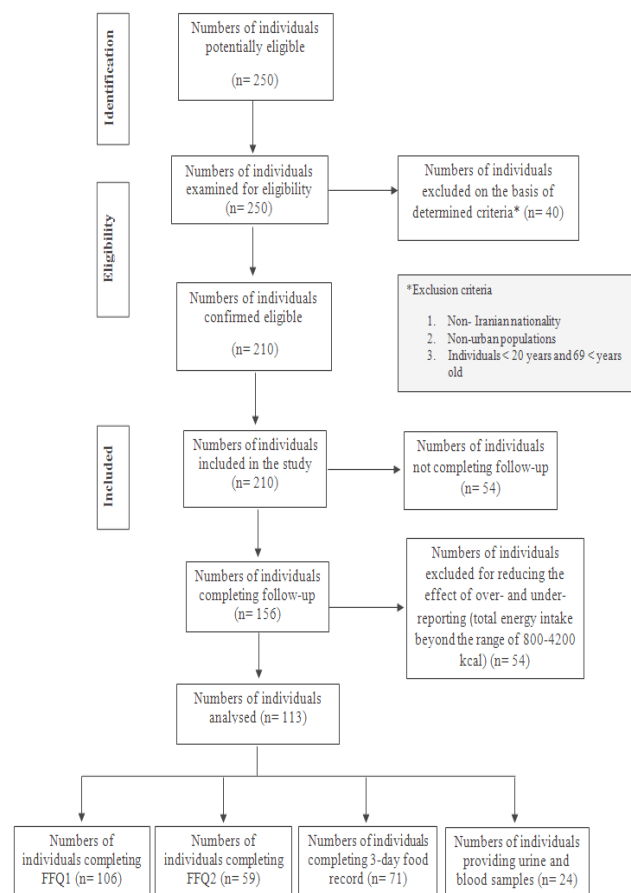 Identification
Numbers of individuals
potentially eligible
(n= 250)
Numbers of individuals
examined for eligibility
(n= 250)
Numbers of individuals
excluded on the basis of
determined criteria* (n= 40)
Eligibility
Numbers of individuals
confirmed eligible
(n= 210)
*Exclusion criteria
1. Non- Iranian nationality
2. Non-urban populations
3. Individuals < 20 years and 69 < years
old
Included
Numbers of individuals
included in the study
(n= 210)
Numbers of individuals
not completing follow-up
(n= 54)
Numbers of individuals
completing follow-up
(n= 156)
Numbers of individuals
excluded for reducing the
effect of over- and under-
reporting (total energy intake
beyond the range of 800-4200
kcal) (n= 54)
Numbers of individuals
analysed (n= 113)
Numbers of
individuals completing
FFQ1 (n= 106)
Numbers of
individuals completing
FFQ2 (n= 59)
Numbers of individuals
completing 3-day food
record (n= 71)
Numbers of individuals
providing urine and
blood samples (n= 24)